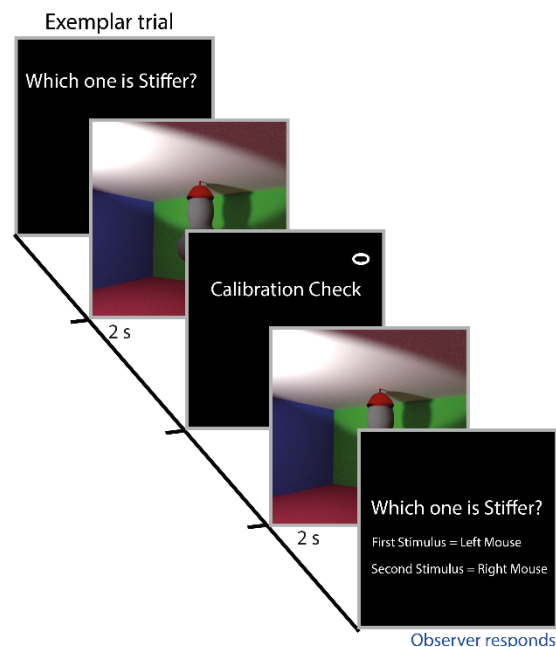 Exemplar trial
Which one is Stiffer?
2 s
Calibration Check
2 s
Which one is Stiffer?
First Stimulus = Left Mouse
Second Stimulus = Right Mouse
Observer responds